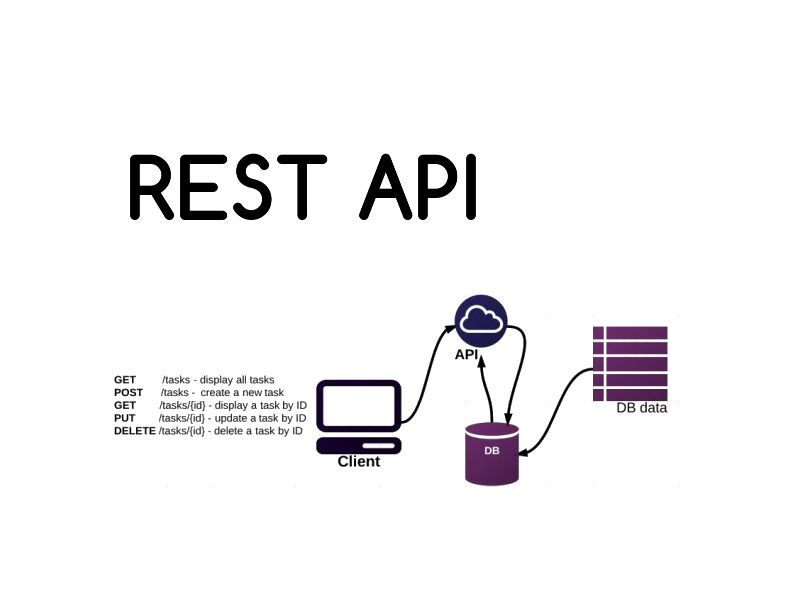 REST API
API
GET /tasks - display all tasks
POST /tasks - create a new task
GET /tasks/{id} - display a task by ID
PUT /tasks/{id} - update a task by ID
DELETE /tasks/{id} - delete a task by ID
Client
DB
DB data